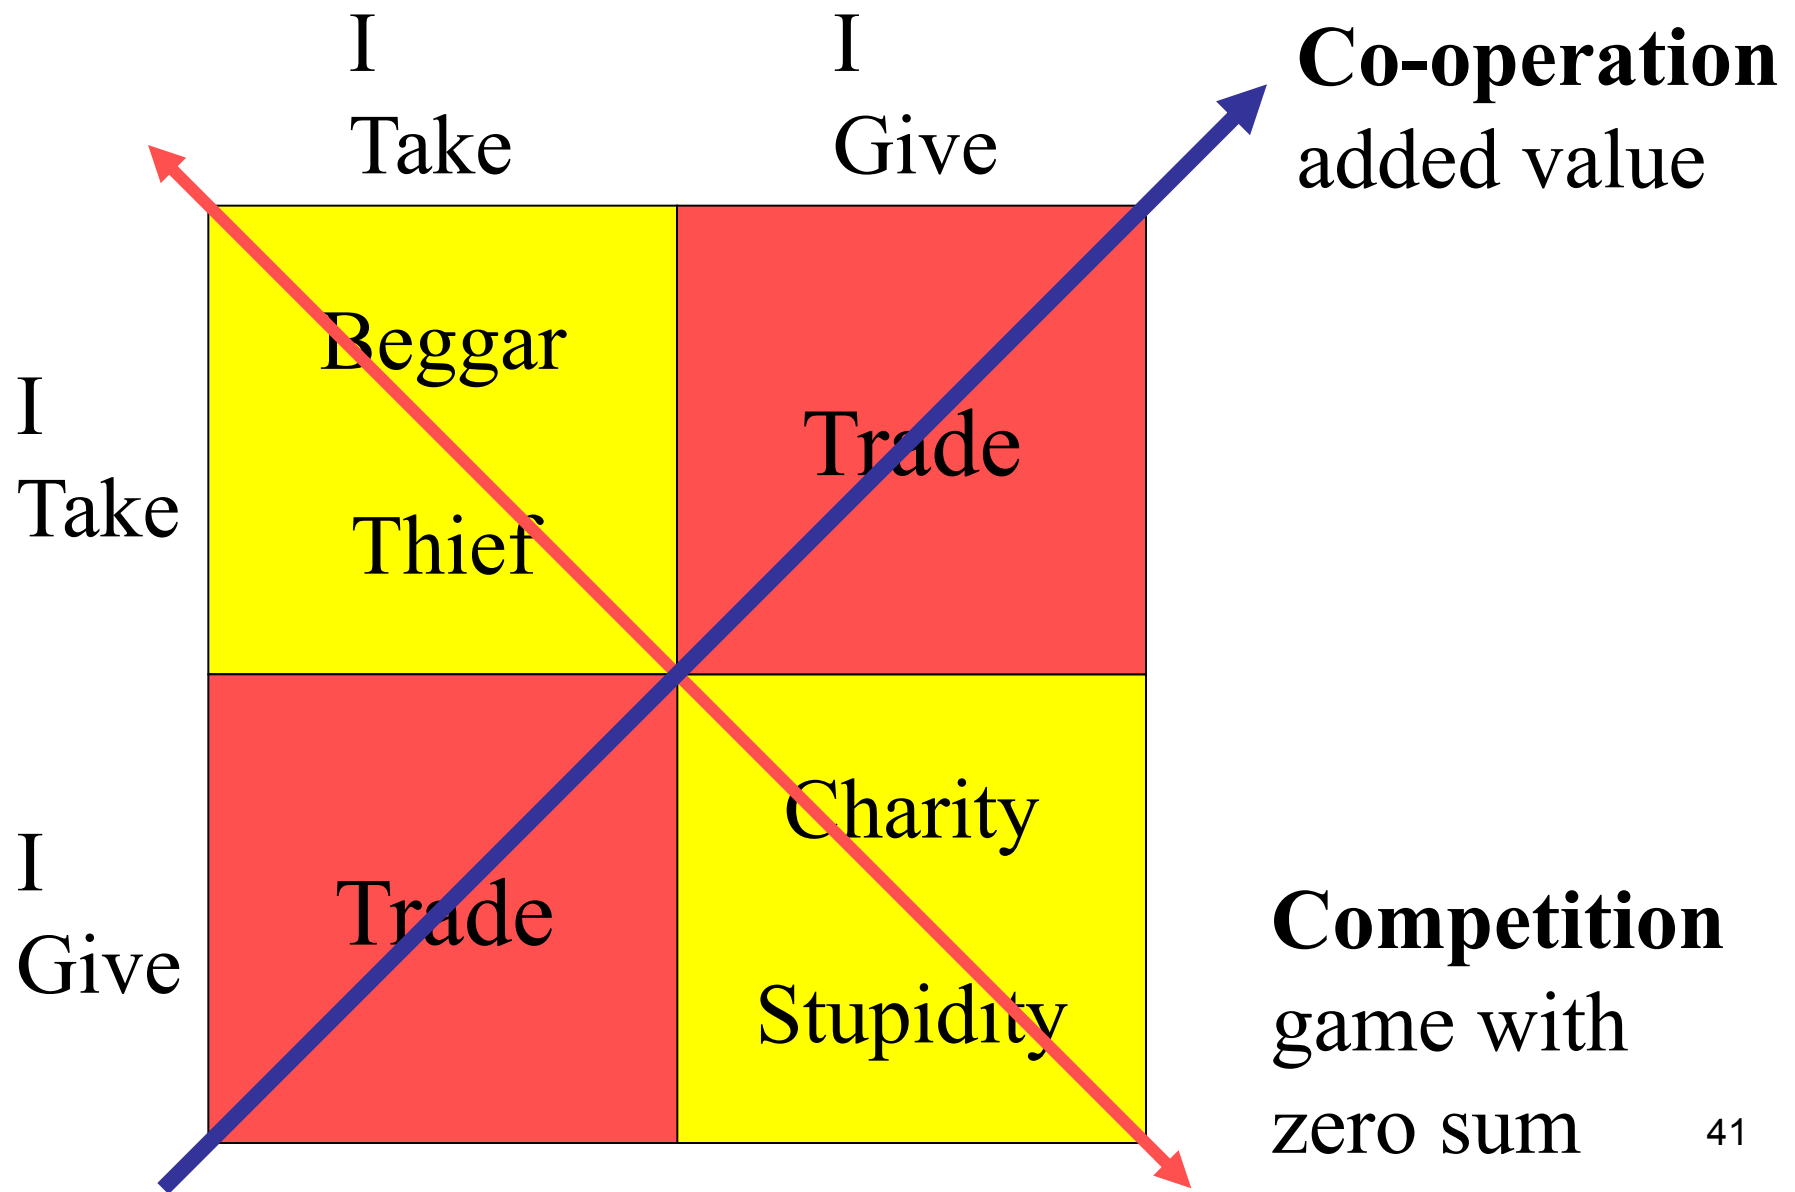 I
Take
I
Give
Co-operation
added value
I
Take
Beggar
Thief
Trade
I
Give
Trade
Charity
Stupidity
Competition
game with
zero sum
41